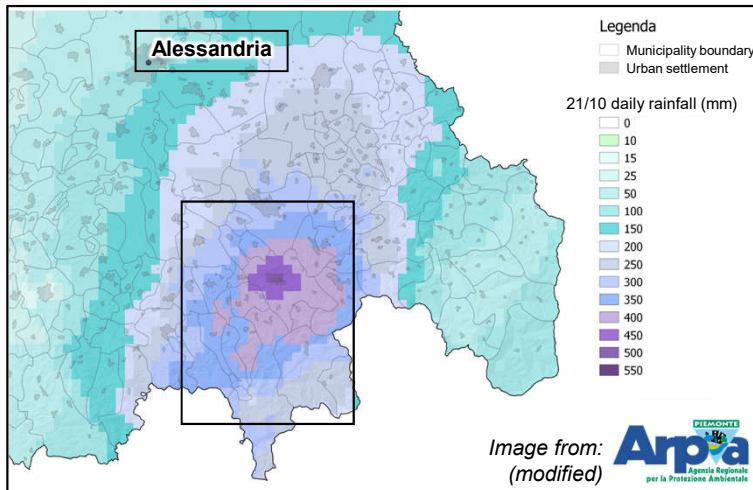 Alessandria
Legenda
Municipality boundary
Urban settlement
21/10 daily rainfall (mm)
0
10
15
25
50
100
150
200
250
300
350
400
450
500
550
Image from:
(modified)
PIEMONTE
Arpa
Agenzia Regionale
per la Protezione Ambientale